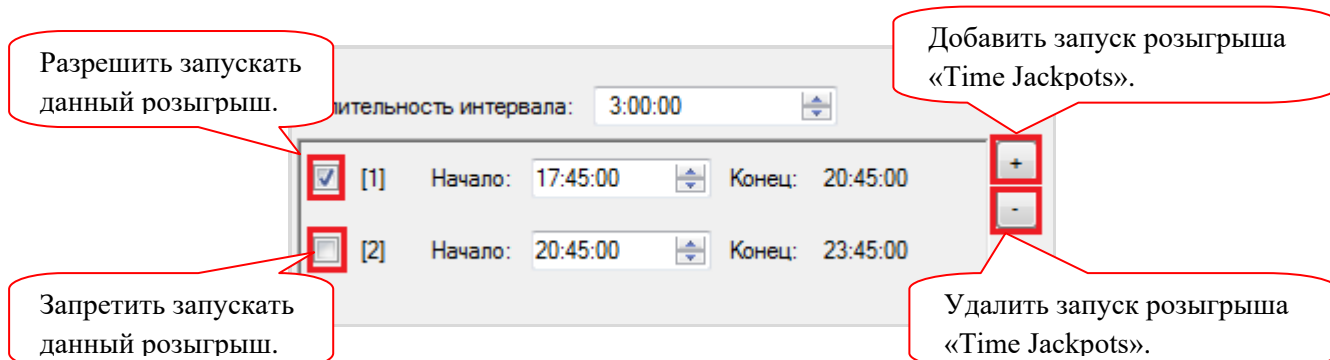 Разрешить запускать
данный розыгрыш.
Добавить запуск розыгрыша
«Time Jackpots».
ительность интервала: 3:00:00
[1] Начало: 17:45:00 Конец: 20:45:00
+
-
[2] Начало: 20:45:00 Конец: 23:45:00
Запретить запускать
данный розыгрыш.
Удалить запуск розыгрыша
«Time Jackpots».